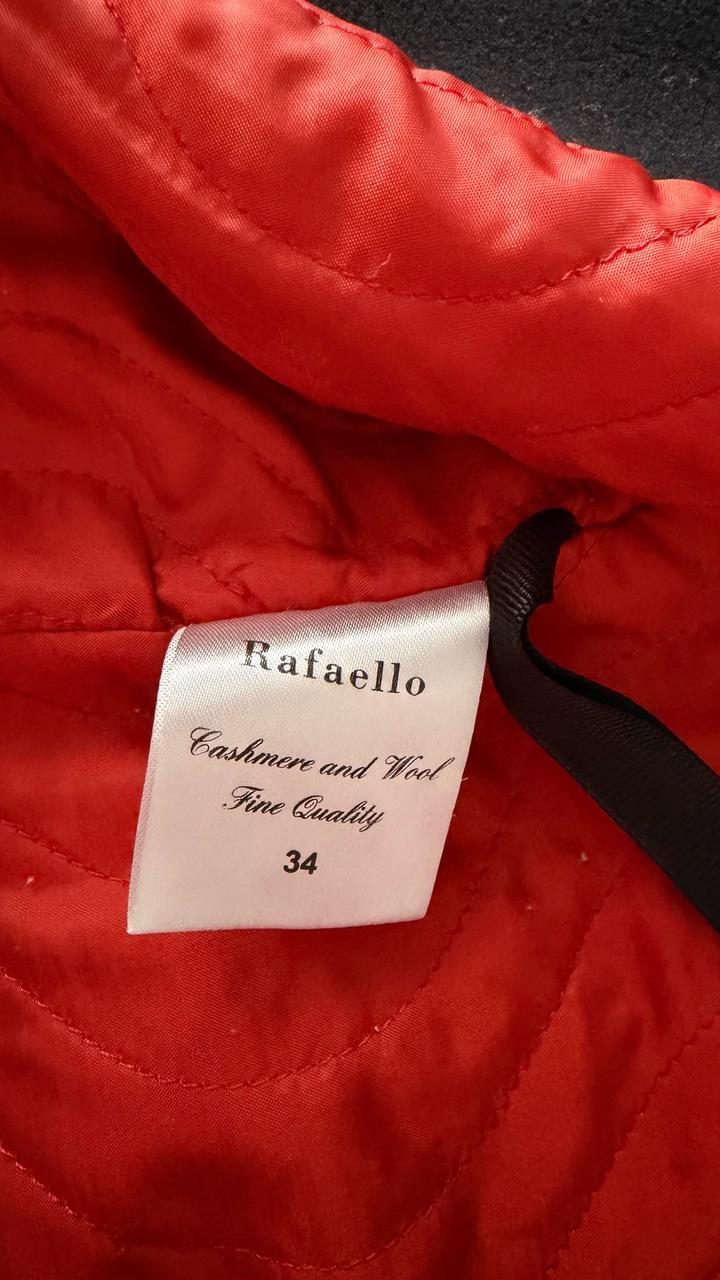 Rafaello
Cashmere and Wool
Fine Quality
34